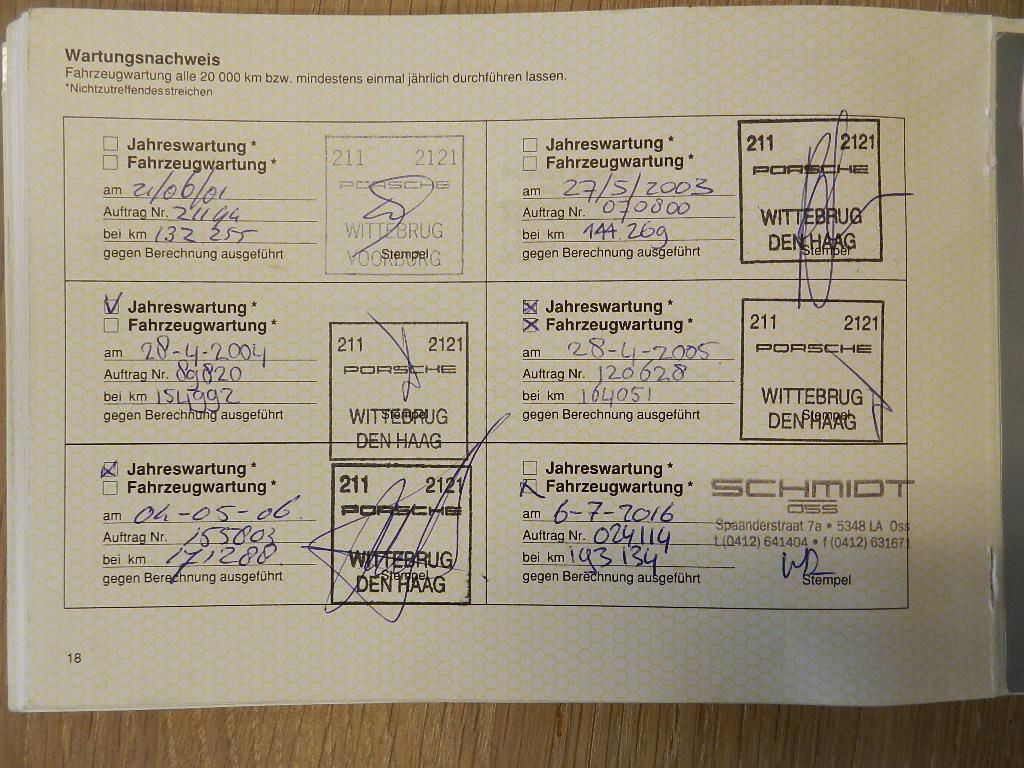 Wartungsnachweis
Fahrzeugwartung alle 20 000 km bzw. mindestens einmal jährlich durchführen lassen.
*Nichtzutreffendes streichen
Jahreswartung *
Fahrzeugwartung *
am 21/06/01
Auftrag Nr. 21194
bei km 132 255
gegen Berechnung ausgeführt
211 2121
PORSCHE
WITTEBRUG
VOORBURG
Stempel
Jahreswartung *
Fahrzeugwartung *
am 27/5/2003
Auftrag Nr. 070800
bei km 144.269
gegen Berechnung ausgeführt
211 2121
PORSCHE
WITTEBRUG
DEN HAAG
Stempel
Jahreswartung *
Fahrzeugwartung *
am 28-4-2004
Auftrag Nr. 89820
bei km 154992
gegen Berechnung ausgeführt
211 2121
PORSCHE
WITTEBRUG
Stempel
DEN HAAG
Jahreswartung *
Fahrzeugwartung *
am 28-4-2005
Auftrag Nr. 120628
bei km 164051
gegen Berechnung ausgeführt
211 2121
PORSCHE
WITTEBRUG
DEN HAAG
Stempel
Jahreswartung *
Fahrzeugwartung *
am 04-05-06
Auftrag Nr. 155803
bei km 171288
gegen Berechnung ausgeführt
211 2121
PORSCHE
WITTEBRUG
DEN HAAG
Stempel
Jahreswartung *
Fahrzeugwartung *
am 6-7-2016
Auftrag Nr. 024114
bei km 193 134
gegen Berechnung ausgeführt
SCHMIDT
OSS
Spaanderstraat 7a • 5348 LA Oss
t (0412) 641404 • f (0412) 631671
Stempel
18